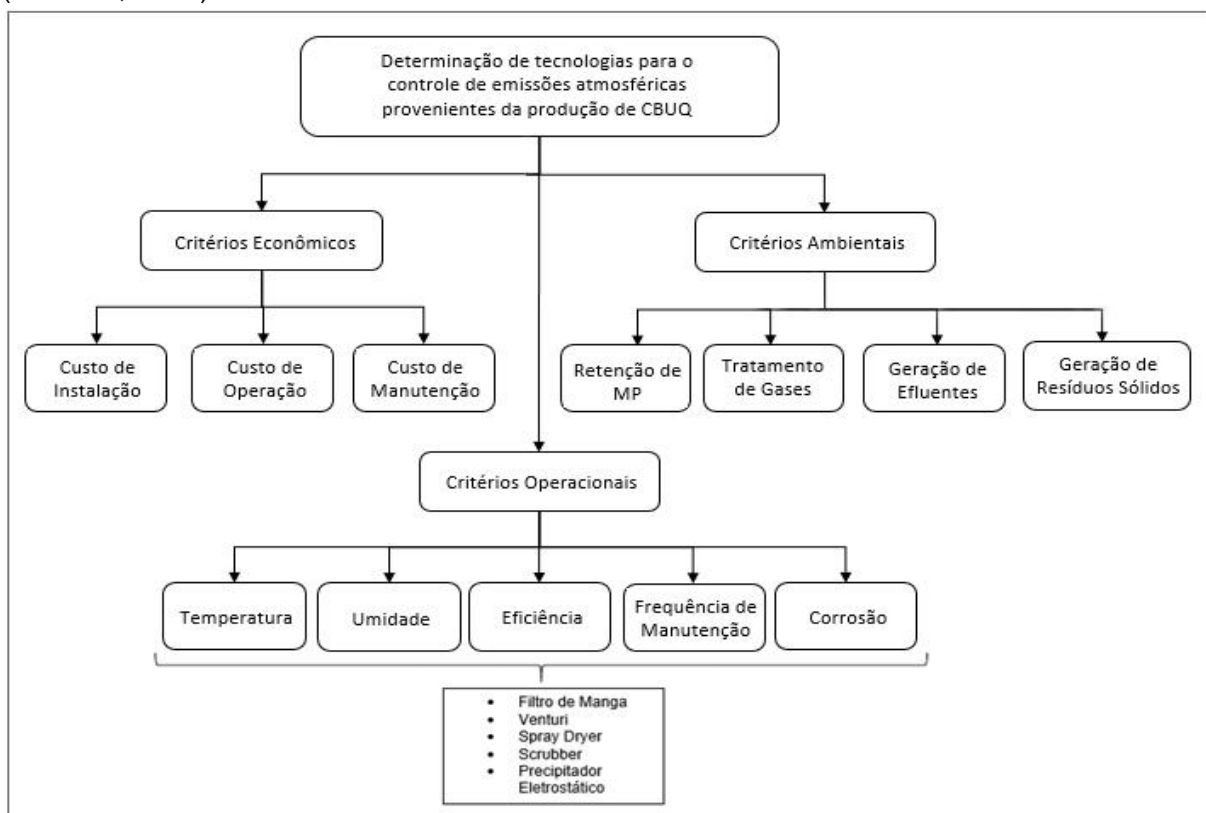 Determinação de tecnologias para o
controle de emissões atmosféricas
provenientes da produção de CBUQ
Critérios Econômicos
Critérios Ambientais
Custo de
Instalação
Custo de
Operação
Custo de
Manutenção
Retenção de
MP
Tratamento
de Gases
Geração de
Efluentes
Geração de
Resíduos Sólidos
Critérios Operacionais
Temperatura
Umidade
Eficiência
Frequência de
Manutenção
Corrosão
• Filtro de Manga
• Venturi
• Spray Dryer
• Scrubber
• Precipitador
Eletrostático